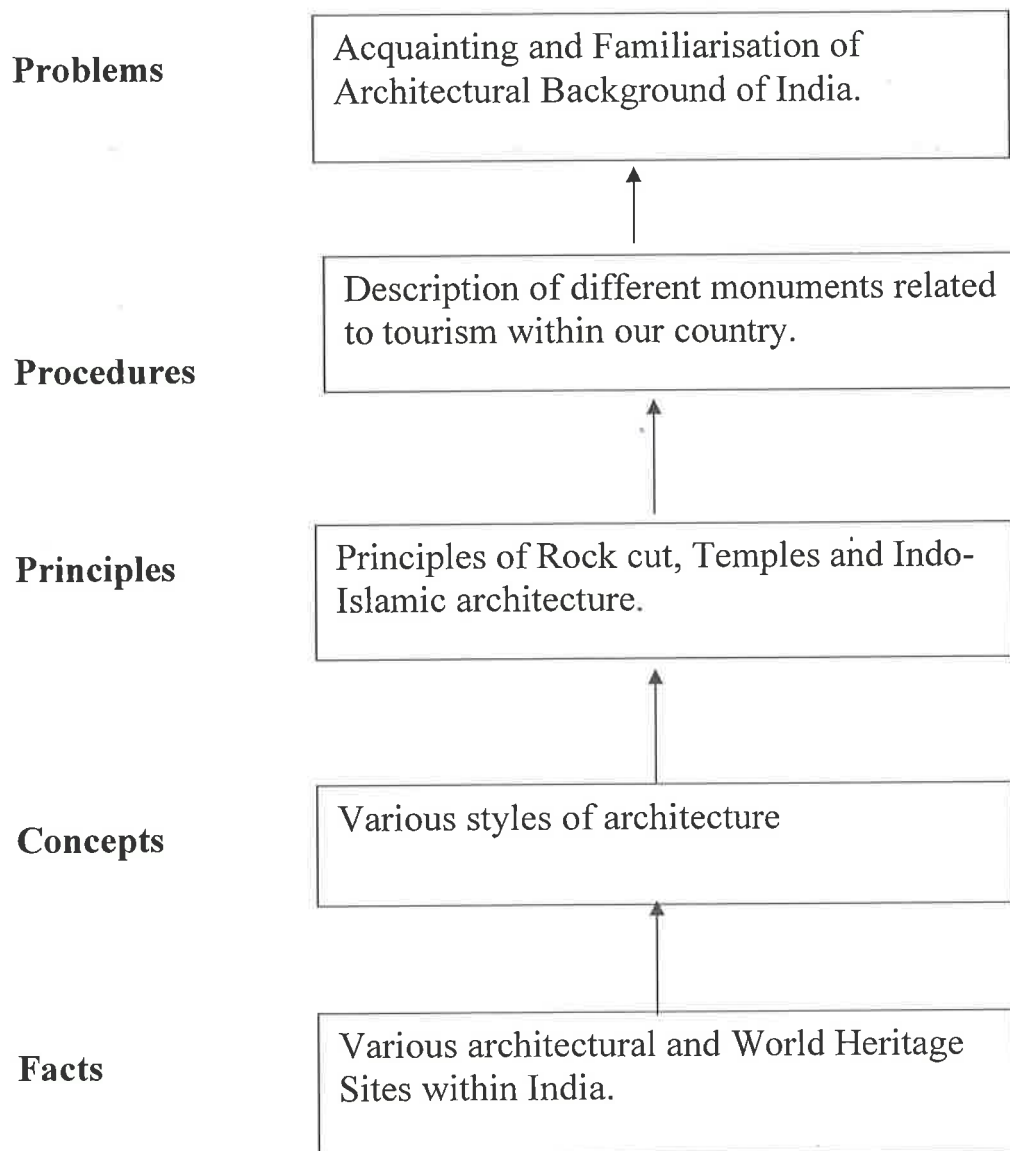 Problems
Acquainting and Familiarisation of
Architectural Background of India.
Description of different monuments related
to tourism within our country.
Procedures
Principles
Principles of Rock cut, Temples and Indo-
Islamic architecture.
Concepts
Various styles of architecture
Facts
Various architectural and World Heritage
Sites within India.